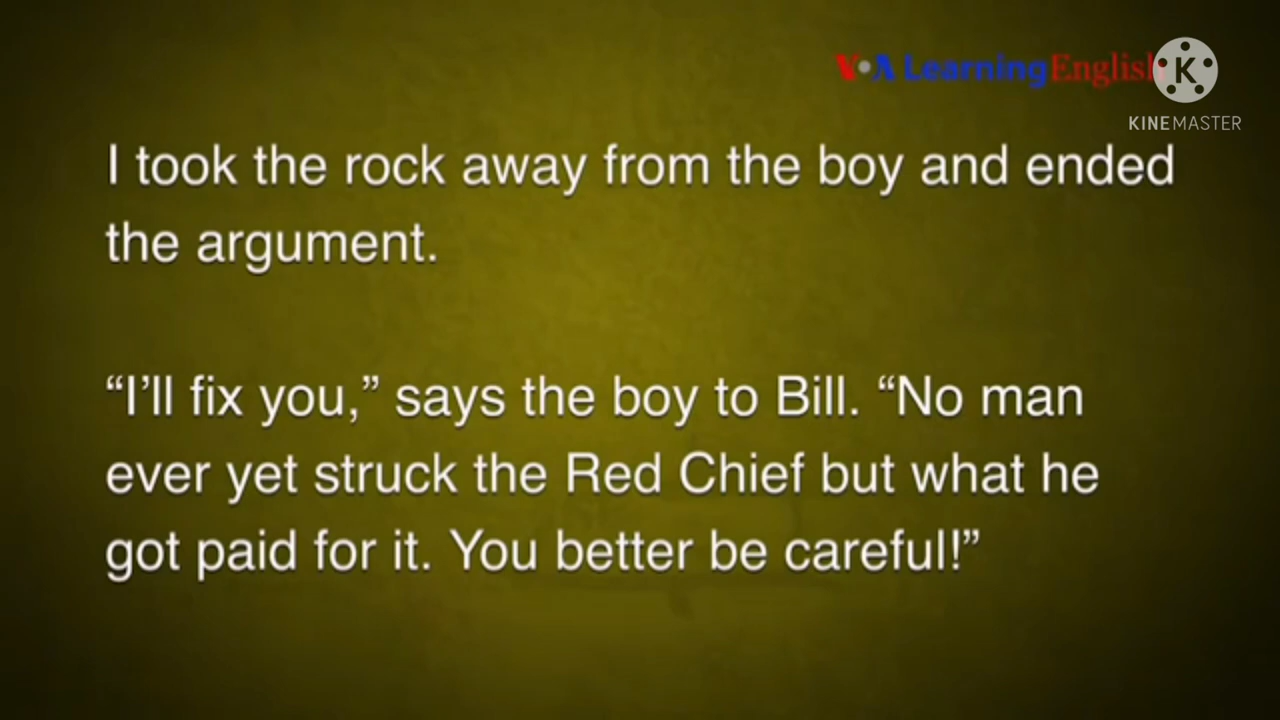 VOA Learning English
K
KINEMASTER
I took the rock away from the boy and ended
the argument.
“I’ll fix you,” says the boy to Bill. “No man
ever yet struck the Red Chief but what he
got paid for it. You better be careful!”